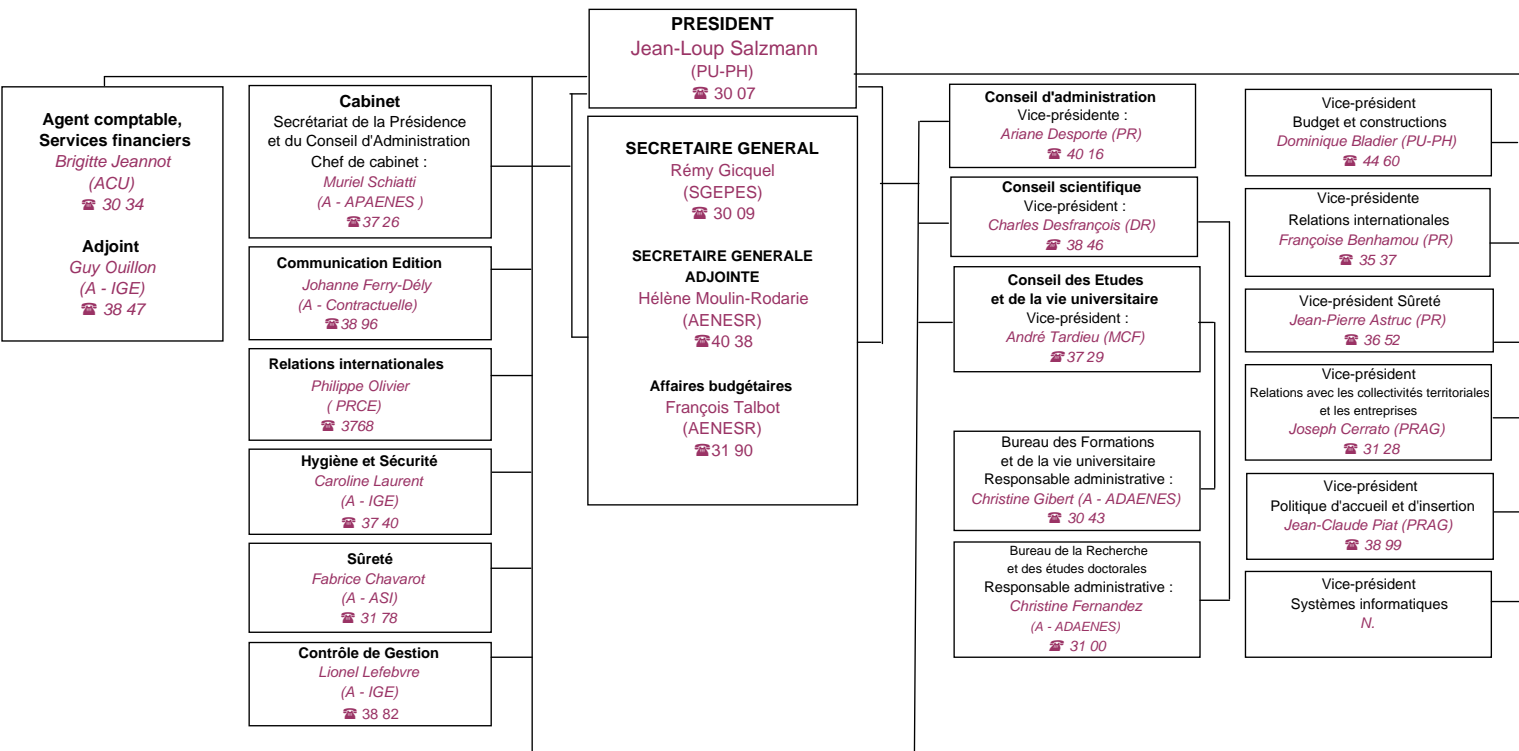 PRESIDENT
Jean-Loup Salzmann
(PU-PH)
☎ 30 07
Agent comptable,
Services financiers
Brigitte Jeannot
(ACU)
☎ 30 34
Adjoint
Guy Ouillon
(A - IGE)
☎ 38 47
Cabinet
Secrétariat de la Présidence
et du Conseil d'Administration
Chef de cabinet :
Muriel Schiatti
(A - APAENES )
☎37 26
Communication Edition
Johanne Ferry-Dély
(A - Contractuelle)
☎38 96
Relations internationales
Philippe Olivier
( PRCE)
☎ 3768
Hygiène et Sécurité
Caroline Laurent
(A - IGE)
☎ 37 40
Sûreté
Fabrice Chavarot
(A - ASI)
☎ 31 78
Contrôle de Gestion
Lionel Lefebvre
(A - IGE)
☎ 38 82
SECRETAIRE GENERAL
Rémy Gicquel
(SGEPES)
☎ 30 09
SECRETAIRE GENERALE
ADJOINTE
Hélène Moulin-Rodarie
(AENESR)
☎40 38
Affaires budgétaires
François Talbot
(AENESR)
☎31 90
Conseil d'administration
Vice-présidente :
Ariane Desporte (PR)
☎ 40 16
Conseil scientifique
Vice-président :
Charles Desfrançois (DR)
☎ 38 46
Conseil des Etudes
et de la vie universitaire
Vice-président :
André Tardieu (MCF)
☎37 29
Bureau des Formations
et de la vie universitaire
Responsable administrative :
Christine Gibert (A - ADAENES)
☎ 30 43
Bureau de la Recherche
et des études doctorales
Responsable administrative :
Christine Fernandez
(A - ADAENES)
☎ 31 00
Vice-président
Budget et constructions
Dominique Bladier (PU-PH)
☎ 44 60
Vice-présidente
Relations internationales
Françoise Benhamou (PR)
☎ 35 37
Vice-président Sûreté
Jean-Pierre Astruc (PR)
☎ 36 52
Vice-président
Relations avec les collectivités territoriales
et les entreprises
Joseph Cerrato (PRAG)
☎ 31 28
Vice-président
Politique d'accueil et d'insertion
Jean-Claude Piat (PRAG)
☎ 38 99
Vice-président
Systèmes informatiques
N.